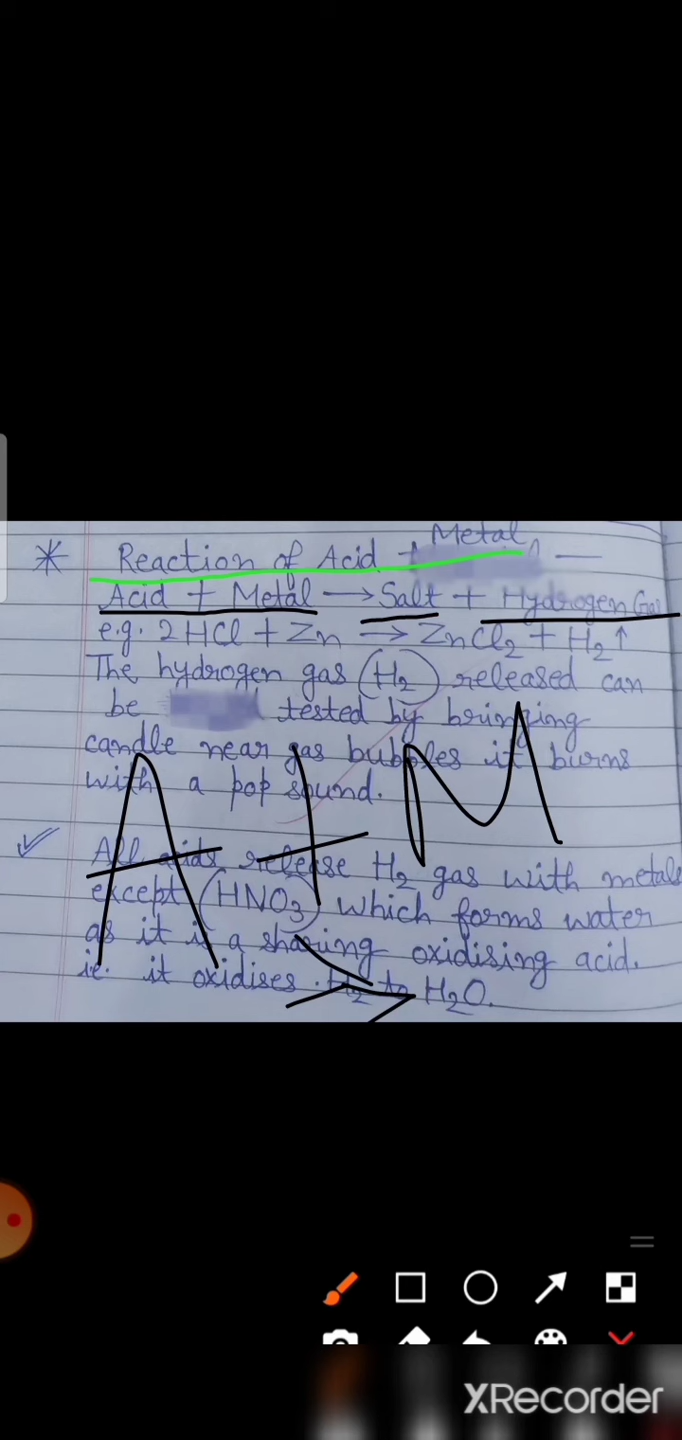 Metal
* Reaction of Acid + —
Acid + Metal → Salt + Hydrogen Gas
e.g. 2HCl + Zn → ZnCl₂ + H₂↑
The hydrogen gas (H₂) released can
be tested by bringing
candle near gas bubbles it burns
with a pop sound.
A + M
✓ All acids release H₂ gas with metals
except (HNO₃) which forms water
as it is a sharing oxidising acid.
ie. it oxidises H₂ to H₂O.
XRecorder